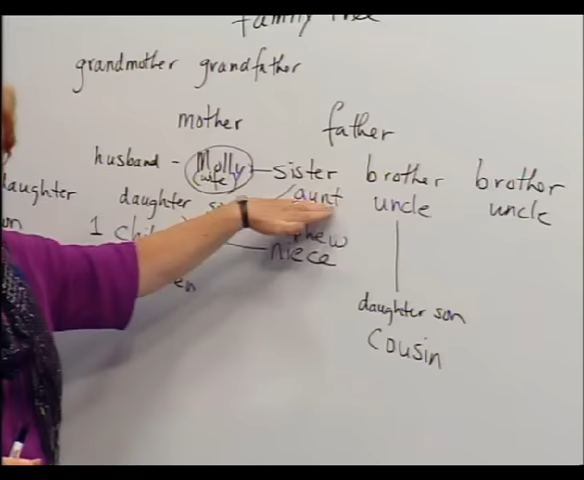 family Tree
grandmother grandfather
mother father
husband - Molly sister brother brother
wife
daughter daughter aunt uncle uncle
1
niece
daughter son
Cousin